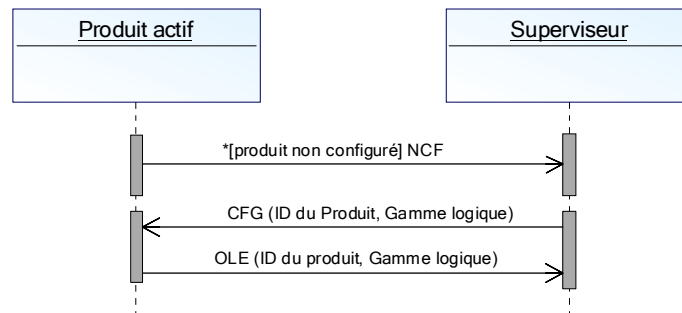 Produit actif
Superviseur
*[produit non configuré] NCF
CFG (ID du Produit, Gamme logique)
OLE (ID du produit, Gamme logique)